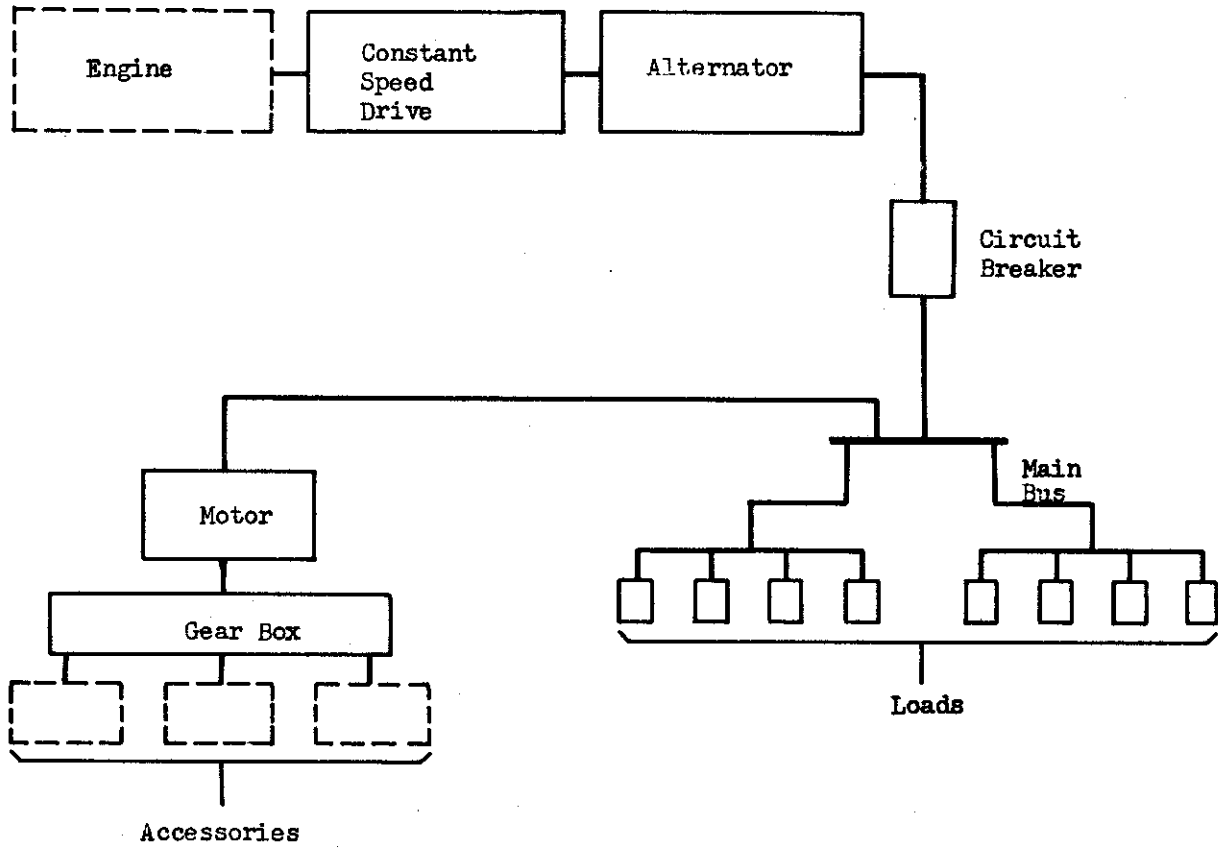 Engine
Constant
Speed
Drive
Alternator
Circuit
Breaker
Main
Bus
Motor
Gear Box
Loads
Accessories